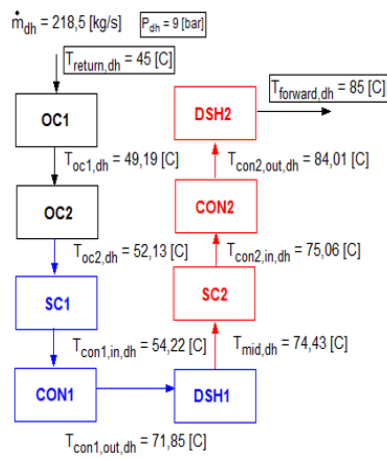 ṁdh = 218,5 [kg/s]
Pdh = 9 [bar]
Treturn,dh = 45 [C]
Tforward,dh = 85 [C]
OC1
DSH2
Toc1,dh = 49,19 [C]
Tcon2,out,dh = 84,01 [C]
OC2
CON2
Toc2,dh = 52,13 [C]
Tcon2,in,dh = 75,06 [C]
SC1
SC2
Tcon1,in,dh = 54,22 [C]
Tmid,dh = 74,43 [C]
CON1
DSH1
Tcon1,out,dh = 71,85 [C]